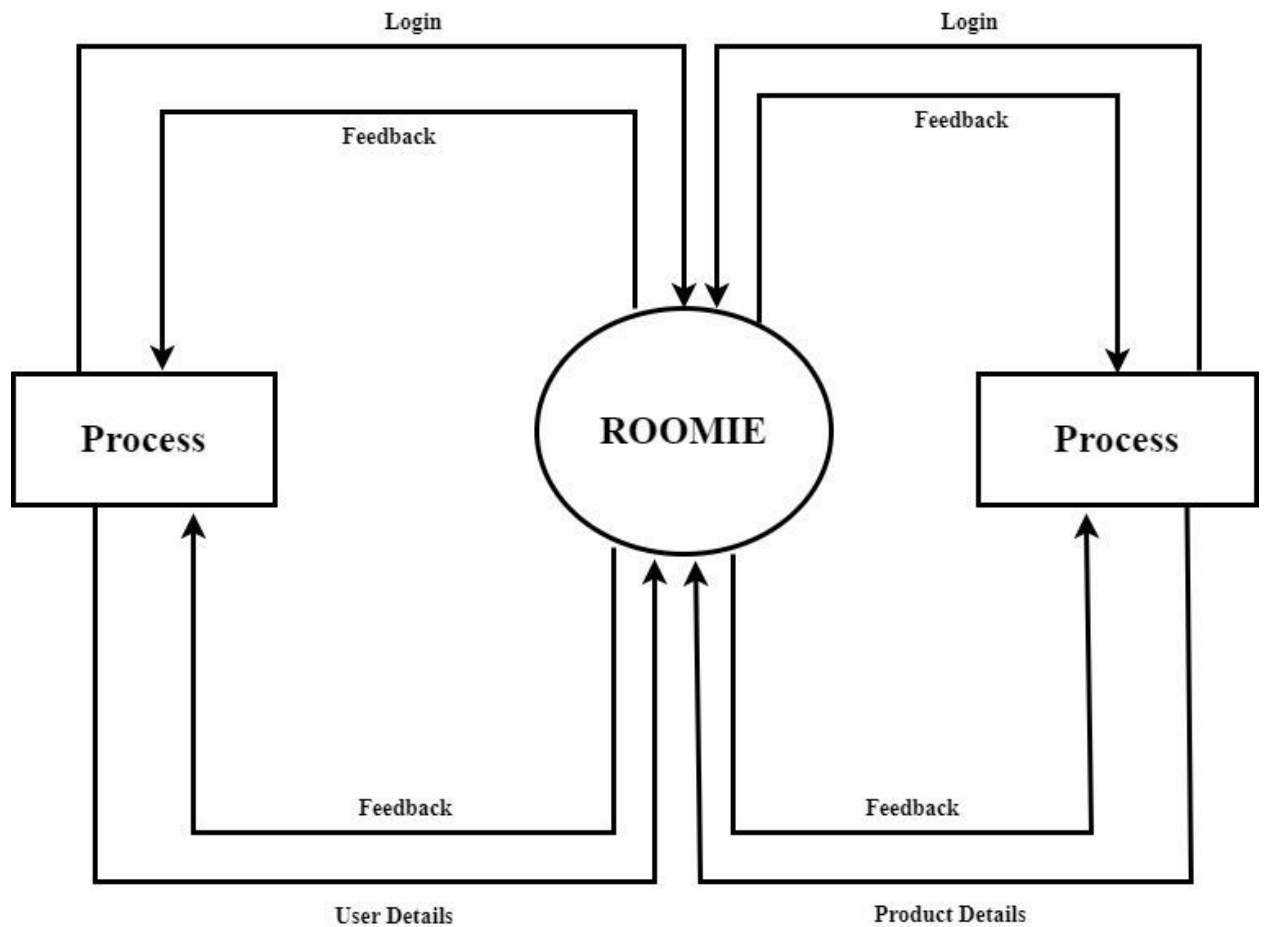 Login
Login
Feedback
Feedback
Process
ROOMIE
Process
Feedback
Feedback
User Details
Product Details